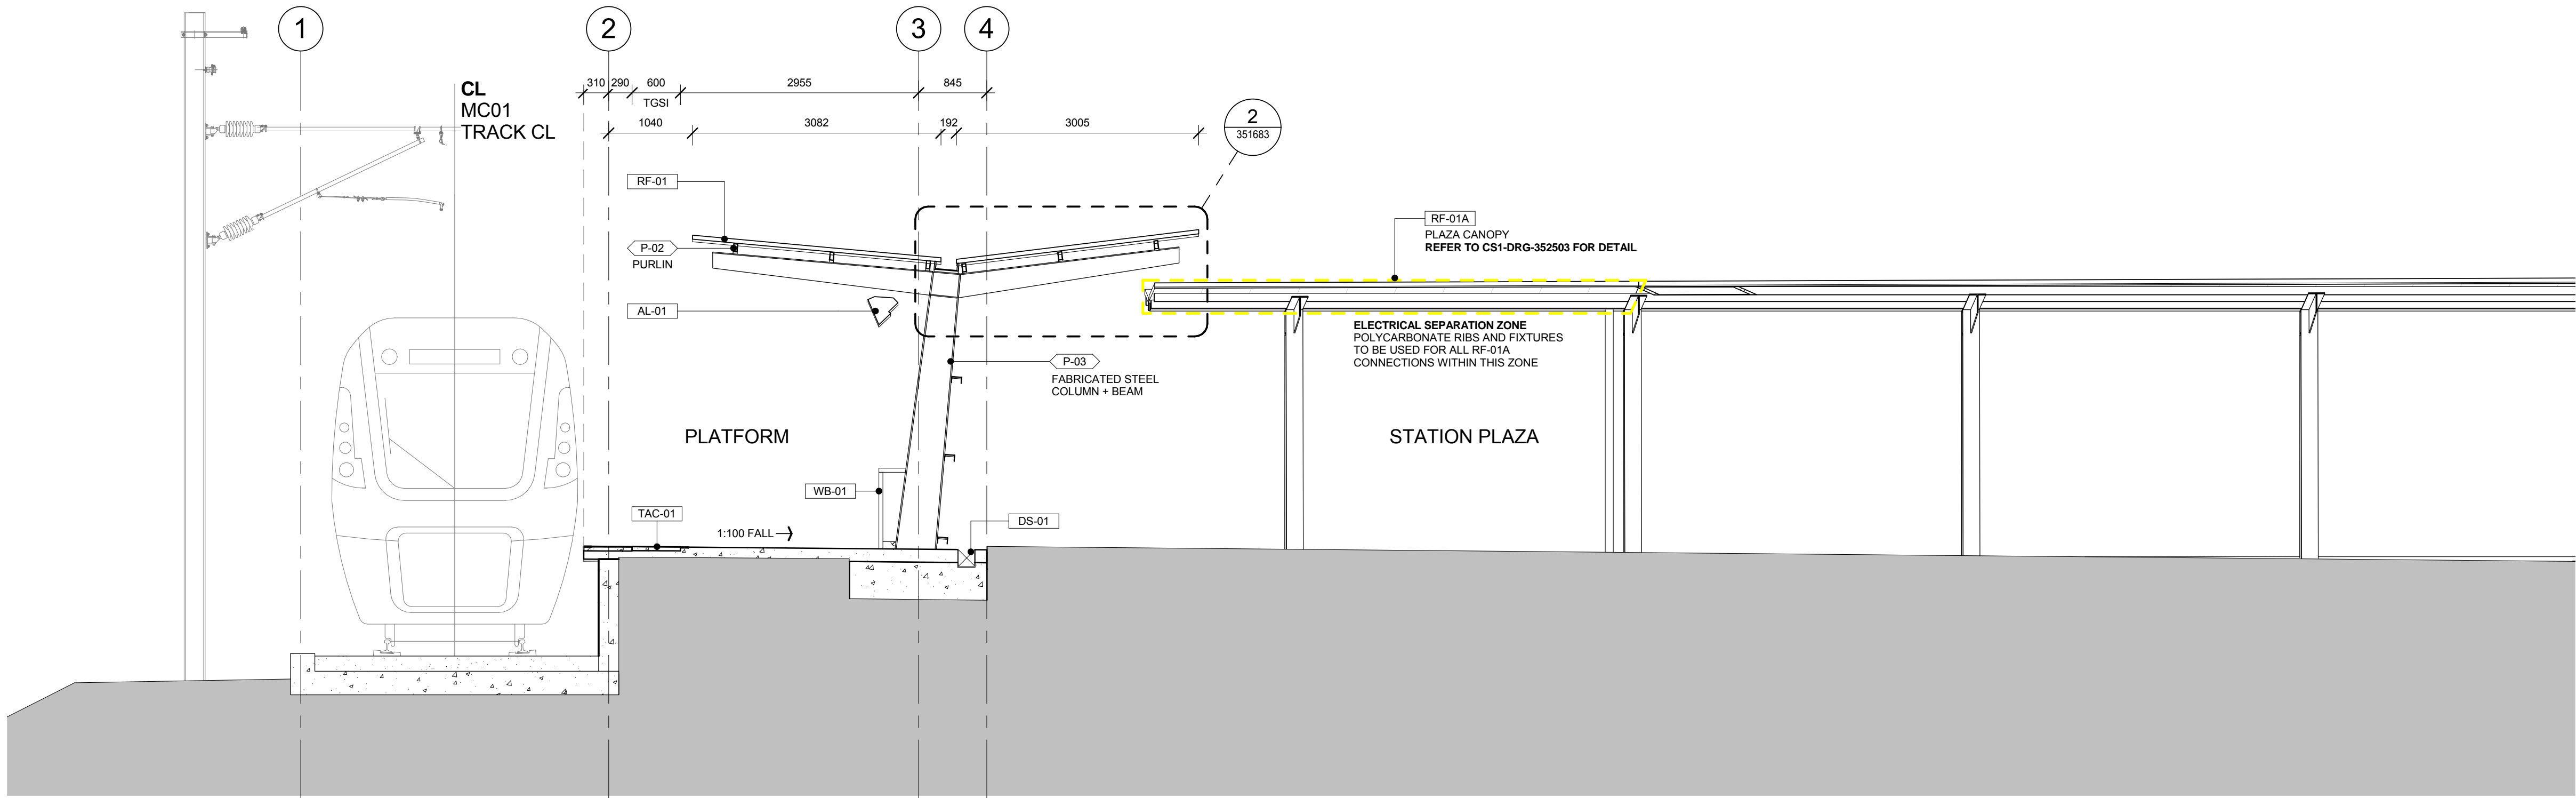 1
2
3
4
310
290
600
2955
845
TGSI
CL
MC01
TRACK CL
1040
3082
192
3005
2
351683
RF-01
P-02
PURLIN
AL-01
RF-01A
PLAZA CANOPY
REFER TO CS1-DRG-352503 FOR DETAIL
ELECTRICAL SEPARATION ZONE
POLYCARBONATE RIBS AND FIXTURES
TO BE USED FOR ALL RF-01A
CONNECTIONS WITHIN THIS ZONE
P-03
FABRICATED STEEL
COLUMN + BEAM
PLATFORM
STATION PLAZA
WB-01
TAC-01
1:100 FALL
DS-01